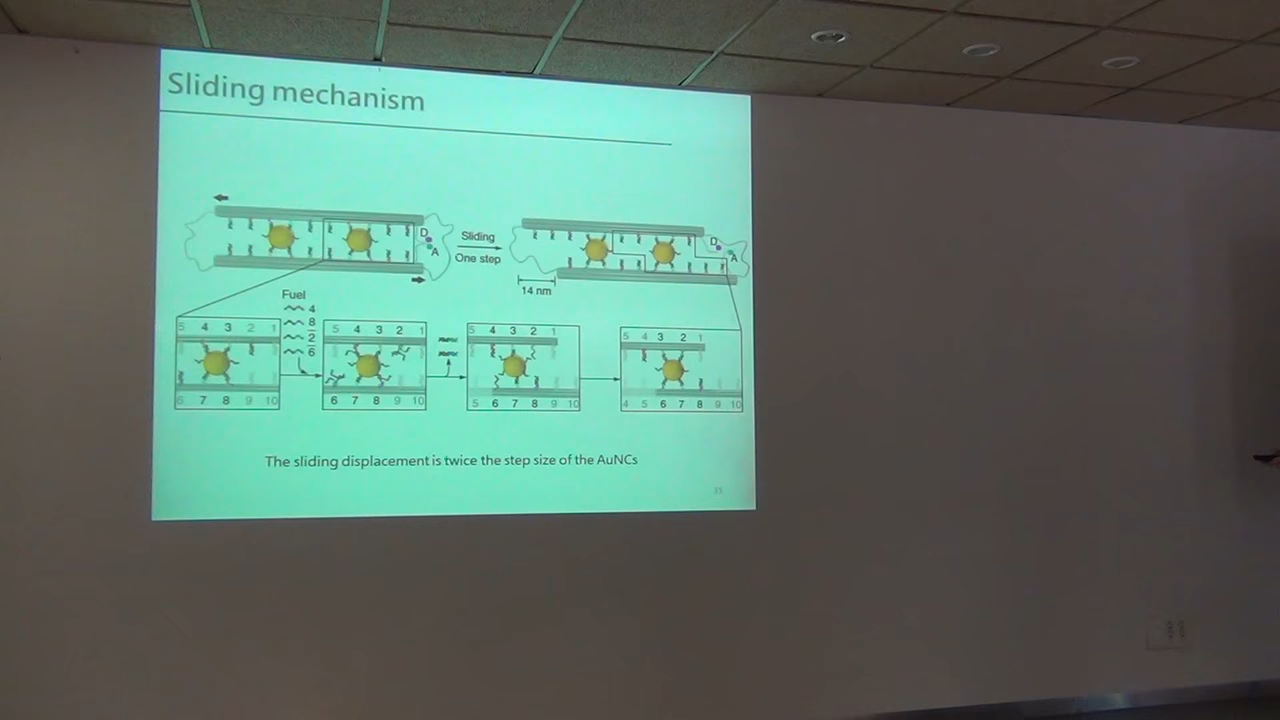 Sliding mechanism
D
A
Sliding
One step
D
A
14 nm
Fuel
4
8
2
6
5 4 3 2 1
6 7 8 9 10
5 4 3 2 1
6 7 8 9 10
5 4 3 2 1
5 6 7 8 9 10
5 4 3 2 1
4 5 6 7 8 9 10
The sliding displacement is twice the step size of the AuNCs